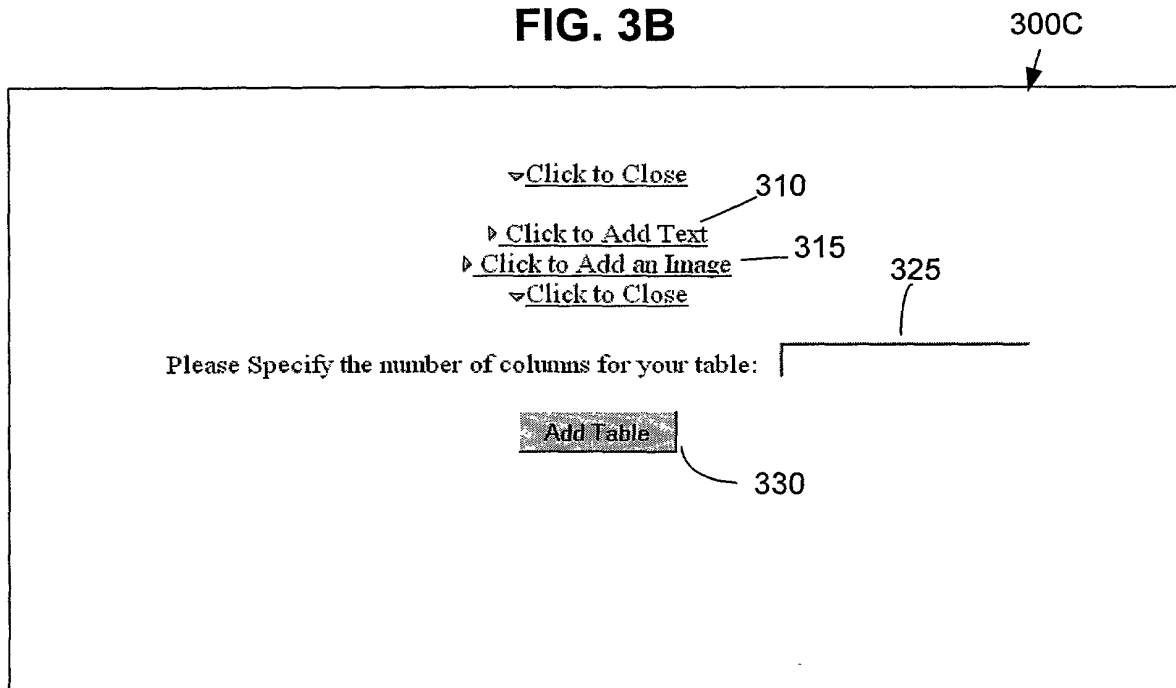 FIG. 3B
300C
Click to Close
310
Click to Add Text
Click to Add an Image
315
Click to Close
325
Please Specify the number of columns for your table:
Add Table
330